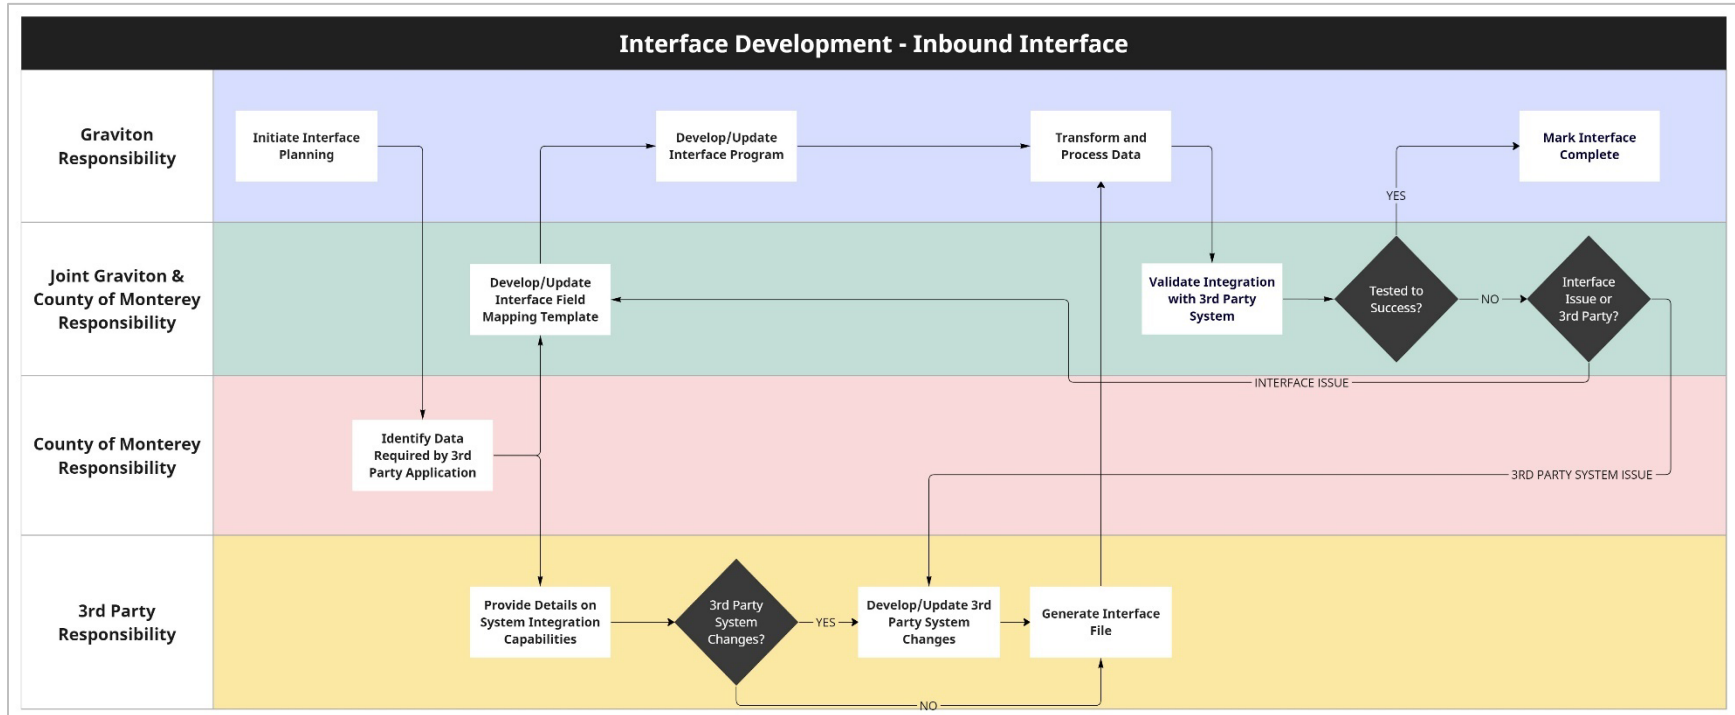 Interface Development - Inbound Interface
Graviton
Responsibility
Initiate Interface
Planning
Develop/Update
Interface Program
Transform and
Process Data
Mark Interface
Complete
YES
Joint Graviton &
County of Monterey
Responsibility
Develop/Update
Interface Field
Mapping Template
Validate Integration
with 3rd Party
System
Tested to
Success?
NO
Interface
Issue or
3rd Party?
INTERFACE ISSUE
County of Monterey
Responsibility
Identify Data
Required by 3rd
Party Application
3RD PARTY SYSTEM ISSUE
3rd Party
Responsibility
Provide Details on
System Integration
Capabilities
3rd Party
System
Changes?
YES
Develop/Update 3rd
Party System
Changes
Generate Interface
File
NO